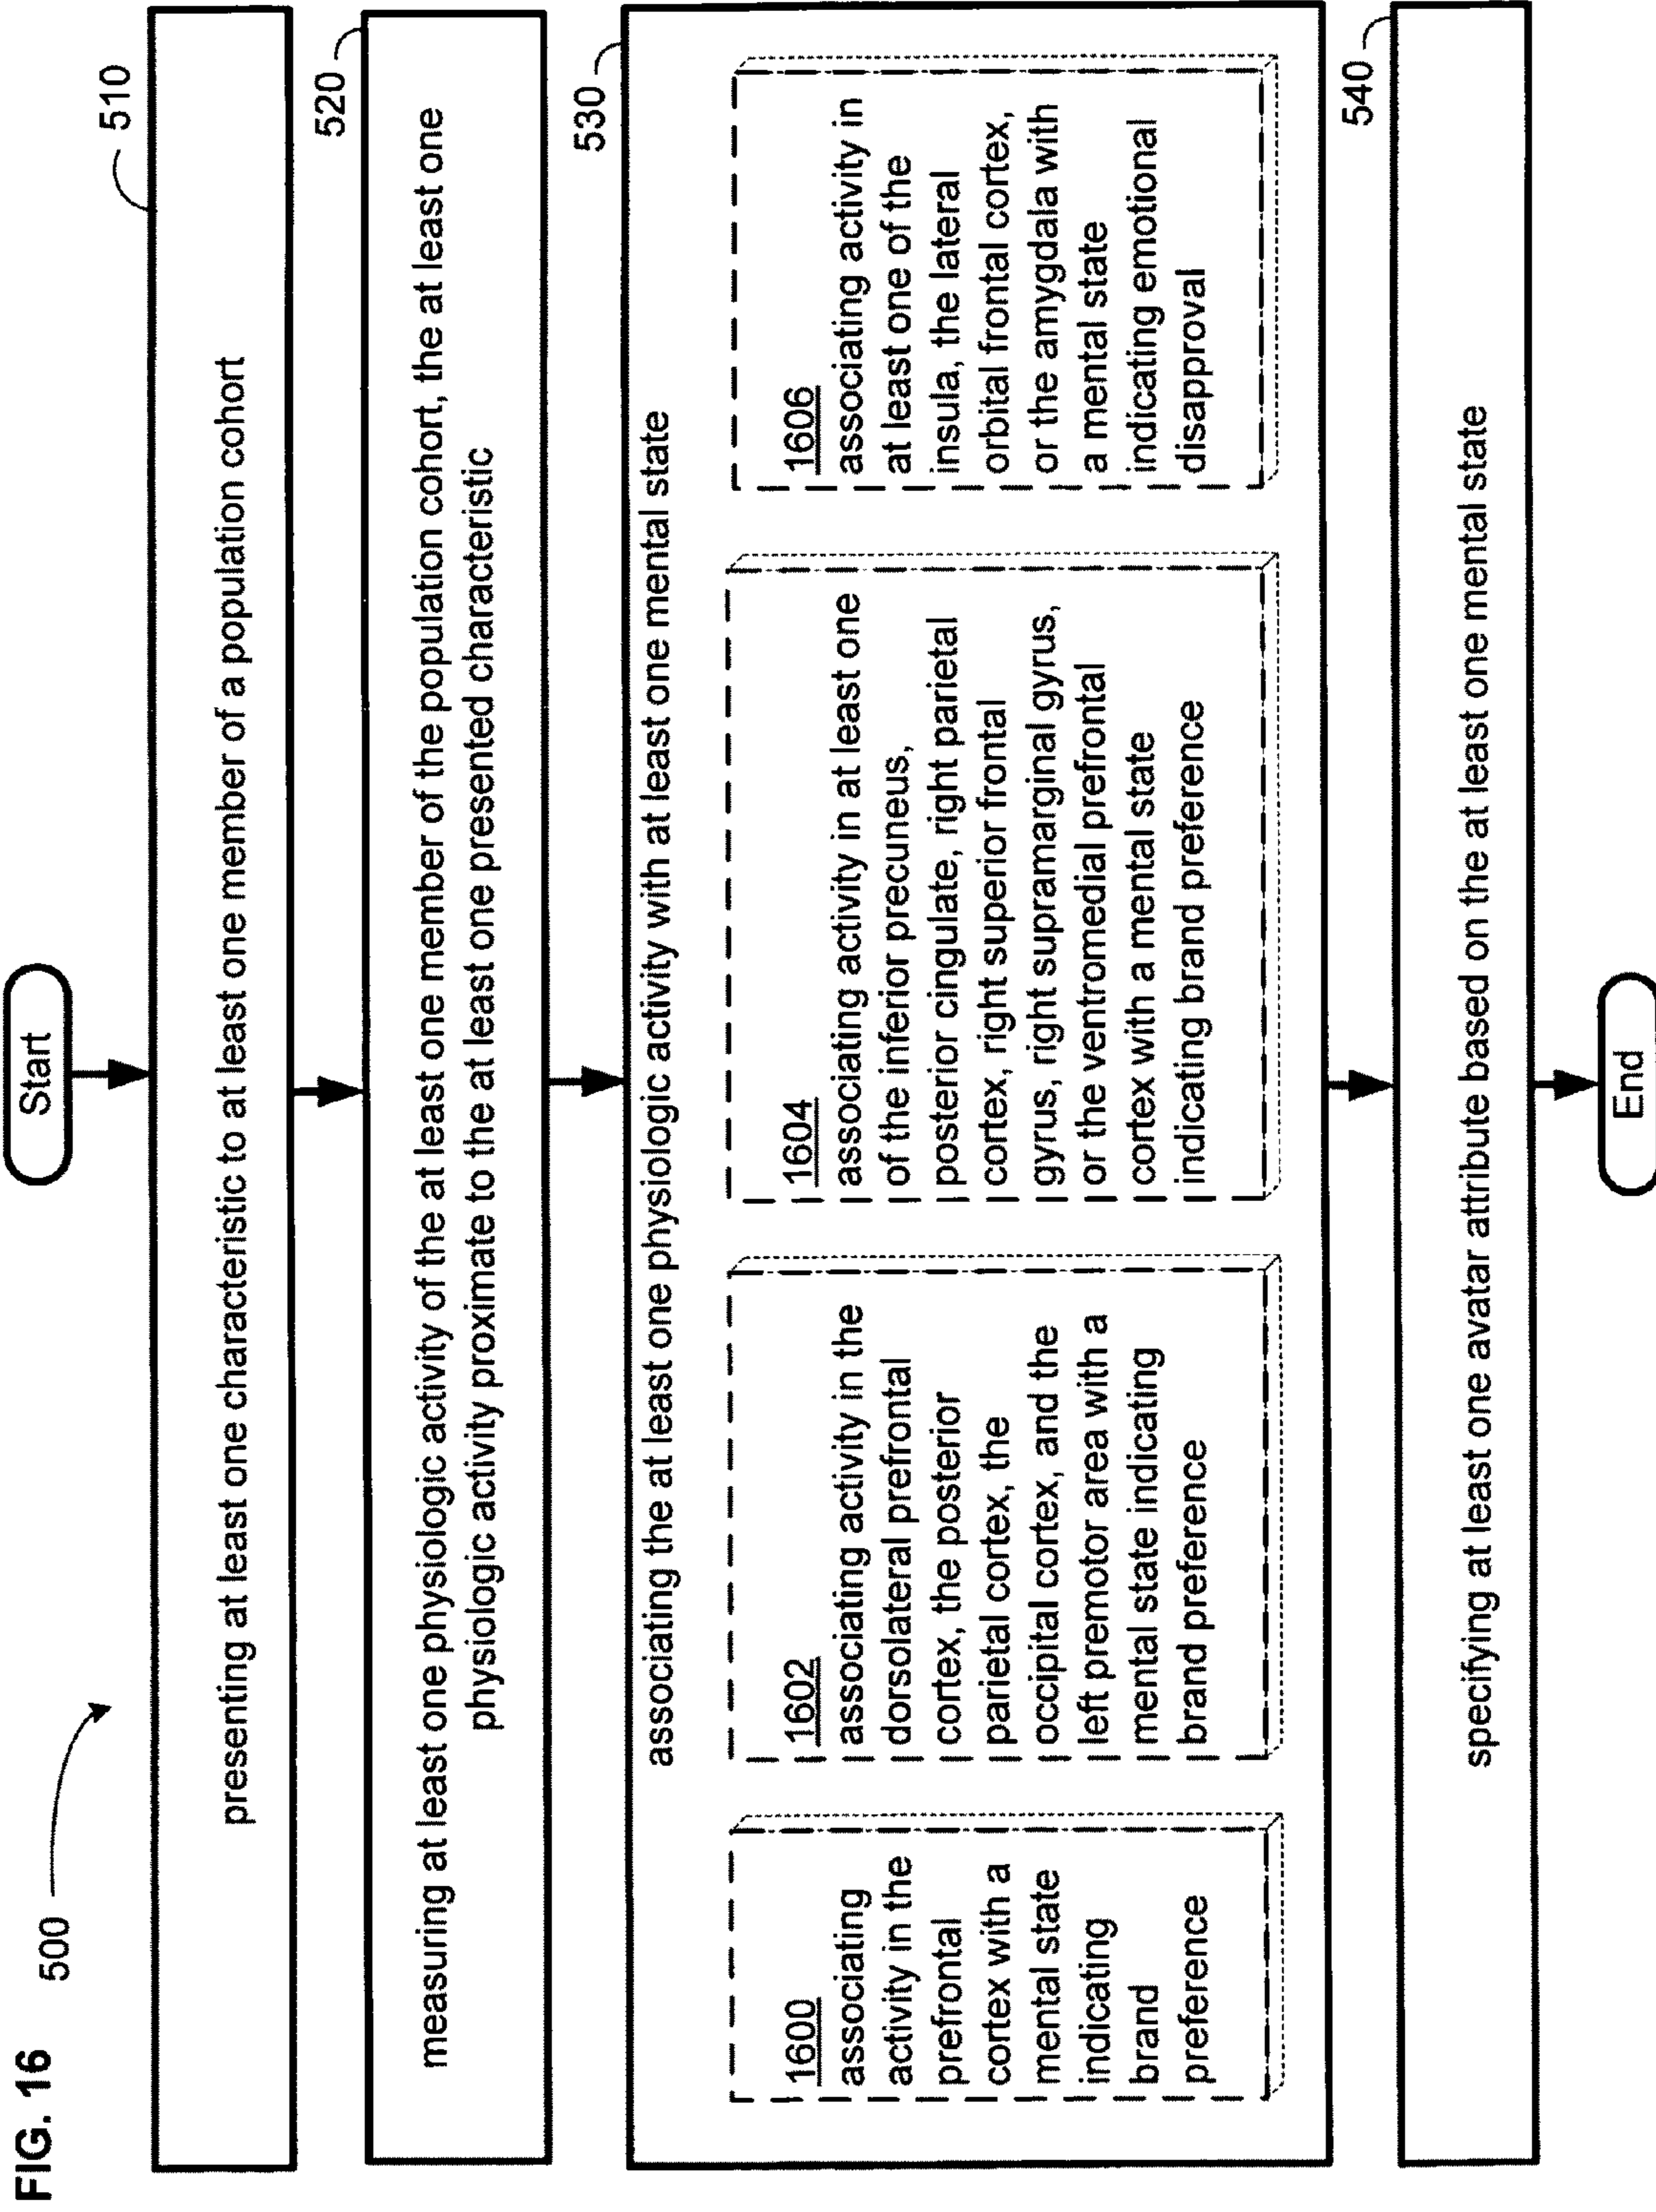 FIG. 16
500
Start
510
presenting at least one characteristic to at least one member of a population cohort
520
measuring at least one physiologic activity of the at least one member of the population cohort, the at least one
physiologic activity proximate to the at least one presented characteristic
530
associating the at least one physiologic activity with at least one mental state
1600
associating
activity in the
prefrontal
cortex with a
mental state
indicating
brand
preference
1602
associating activity in the
dorsolateral prefrontal
cortex, the posterior
parietal cortex, the
occipital cortex, and the
left premotor area with a
mental state indicating
brand preference
1604
associating activity in at least one
of the inferior precuneus,
posterior cingulate, right parietal
cortex, right superior frontal
gyrus, right supramarginal gyrus,
or the ventromedial prefrontal
cortex with a mental state
indicating brand preference
1606
associating activity in
at least one of the
insula, the lateral
orbital frontal cortex,
or the amygdala with
a mental state
indicating emotional
disapproval
540
specifying at least one avatar attribute based on the at least one mental state
End